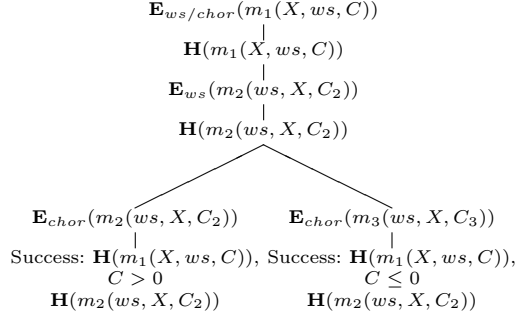 E_{ws/chor}(m_1(X, ws, C))
H(m_1(X, ws, C))
E_{ws}(m_2(ws, X, C_2))
H(m_2(ws, X, C_2))
E_{chor}(m_2(ws, X, C_2)) E_{chor}(m_3(ws, X, C_3))
Success: H(m_1(X, ws, C)), Success: H(m_1(X, ws, C)),
C > 0 C ≤ 0
H(m_2(ws, X, C_2)) H(m_2(ws, X, C_2))